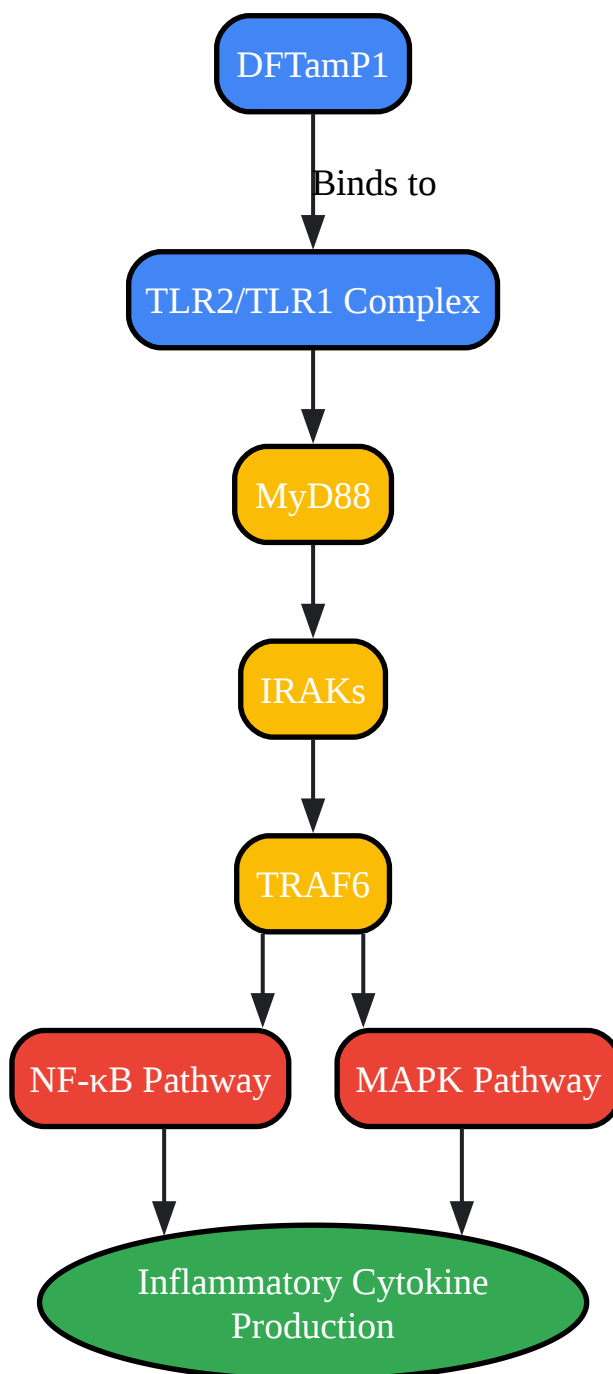 DFTamP1
Binds to
TLR2/TLR1 Complex
MyD88
IRAKs
TRAF6
NF-κB Pathway
MAPK Pathway
Inflammatory Cytokine
Production